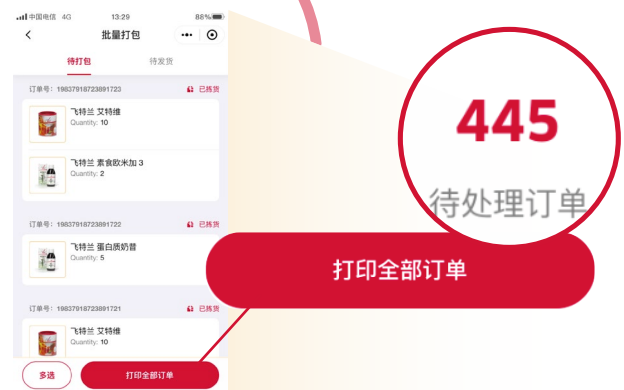 中国电信 4G 13:29 88%
批量打包
待打包 待发货
订单号：19837918723891723 已拣货
飞特兰 艾特维
Quantity: 10
飞特兰 素食欧米加 3
Quantity: 2
订单号：19837918723891722 已拣货
飞特兰 蛋白质奶昔
Quantity: 5
订单号：19837918723891721 已拣货
飞特兰 艾特维
Quantity: 10
多选 打印全部订单
445
待处理订单
打印全部订单